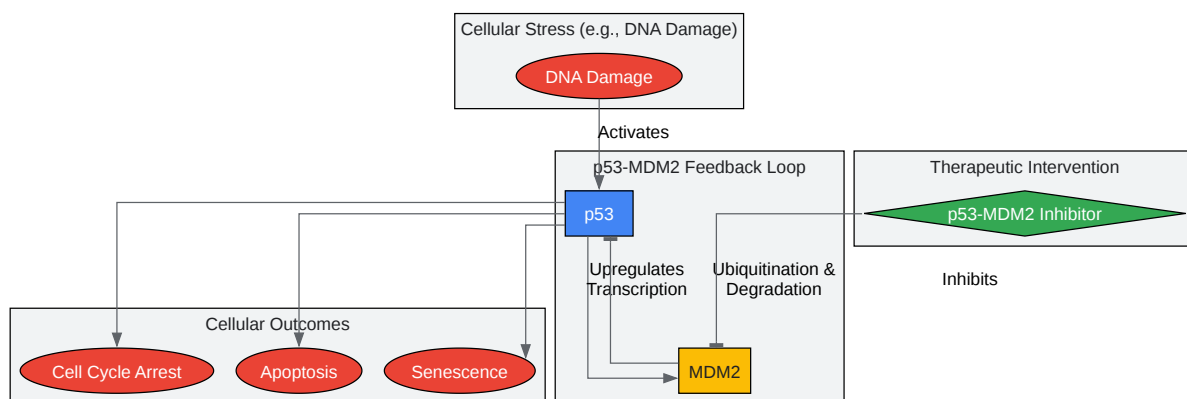 Cellular Stress (e.g., DNA Damage)
DNA Damage
Activates
p53-MDM2 Feedback Loop
Therapeutic Intervention
p53
p53-MDM2 Inhibitor
Upregulates
Transcription
Ubiquitination &
Degradation
Inhibits
Cellular Outcomes
Cell Cycle Arrest
Apoptosis
Senescence
MDM2